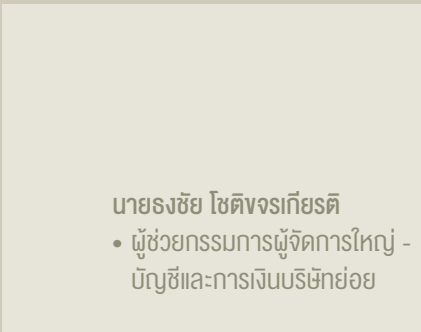 นายธงชัย โชติขจรเกียรติ
• ผู้ช่วยกรรมการผู้จัดการใหญ่ -
บัญชีและการเงินบริษัทย่อย